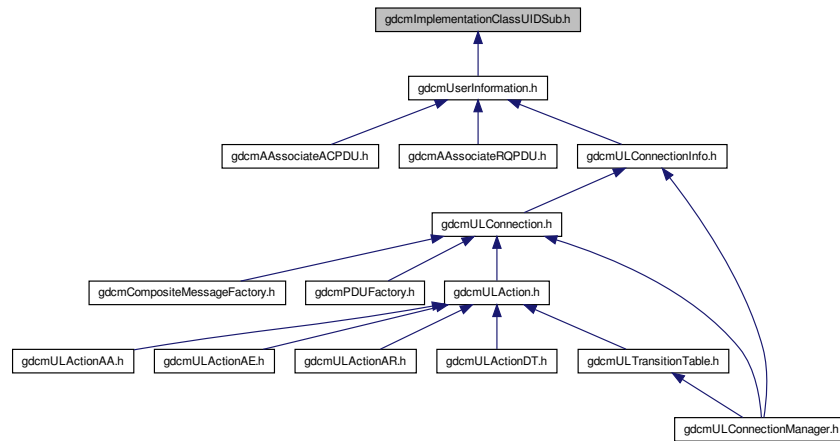 gdcmImplementationClassUIDSub.h
gdcmUserInformation.h
gdcmAAssociateACPDU.h
gdcmAAssociateRQPDU.h
gdcmULConnectionInfo.h
gdcmULConnection.h
gdcmCompositeMessageFactory.h
gdcmPDUFactory.h
gdcmULAction.h
gdcmULActionAA.h
gdcmULActionAE.h
gdcmULActionAR.h
gdcmULActionDT.h
gdcmULTransitionTable.h
gdcmULConnectionManager.h